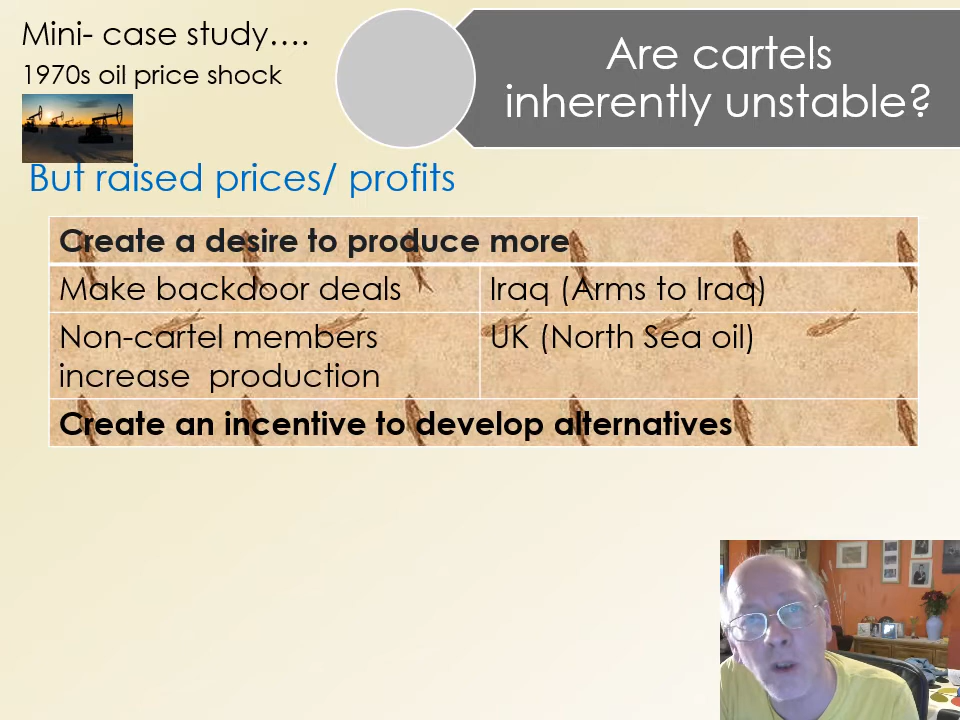 Mini- case study….
1970s oil price shock
Are cartels
inherently unstable?
But raised prices/ profits
Create a desire to produce more
Make backdoor deals
Iraq (Arms to Iraq)
Non-cartel members
increase  production
UK (North Sea oil)
Create an incentive to develop alternatives